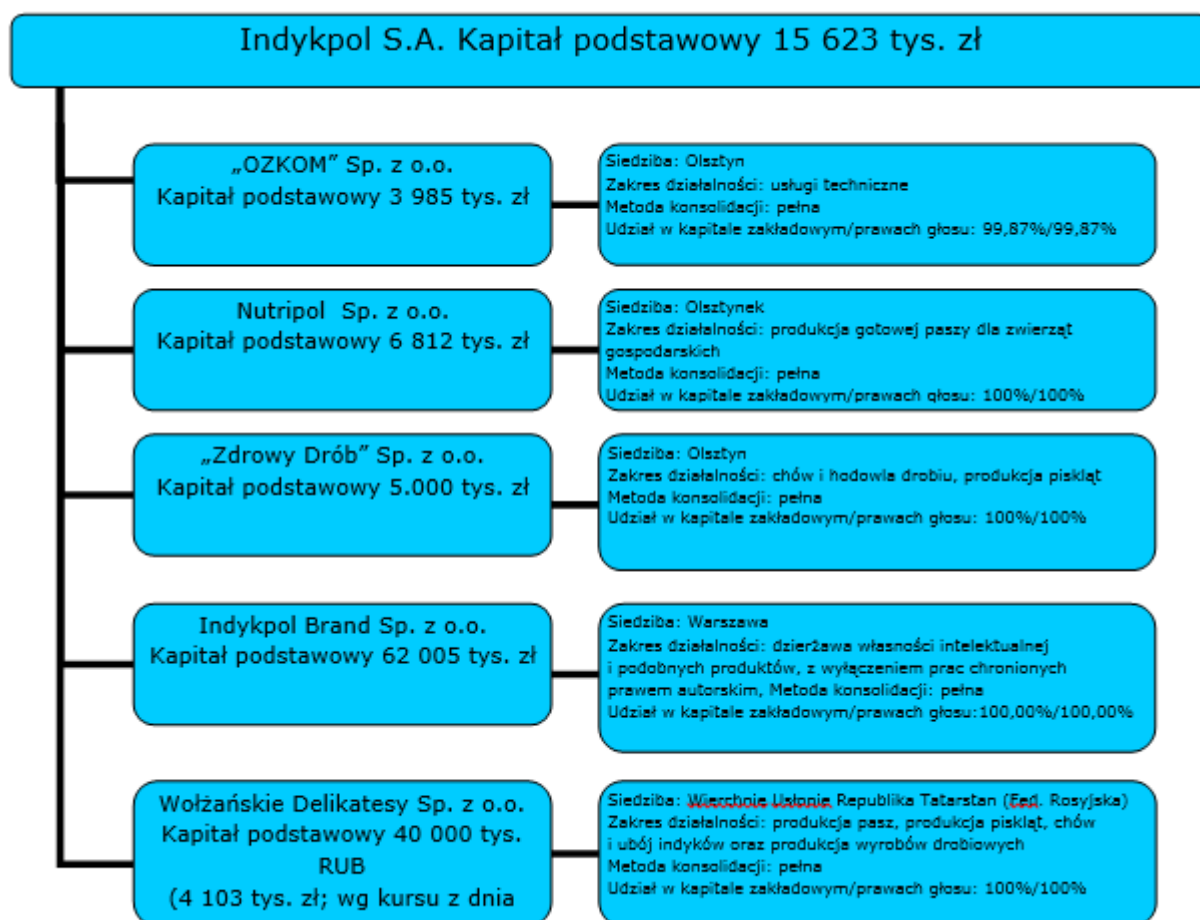 Indykpol S.A. Kapitał podstawowy 15 623 tys. zł
„OZKOM” Sp. z o.o.
Kapitał podstawowy 3 985 tys. zł
Siedziba: Olsztyn
Zakres działalności: usługi techniczne
Metoda konsolidacji: pełna
Udział w kapitale zakładowym/prawach głosu: 99,87%/99,87%
Nutripol Sp. z o.o.
Kapitał podstawowy 6 812 tys. zł
Siedziba: Olsztynek
Zakres działalności: produkcja gotowej paszy dla zwierząt
gospodarskich
Metoda konsolidacji: pełna
Udział w kapitale zakładowym/prawach głosu: 100%/100%
„Zdrowy Drób” Sp. z o.o.
Kapitał podstawowy 5.000 tys. zł
Siedziba: Olsztyn
Zakres działalności: chów i hodowla drobiu, produkcja piskląt
Metoda konsolidacji: pełna
Udział w kapitale zakładowym/prawach głosu: 100%/100%
Indykpol Brand Sp. z o.o.
Kapitał podstawowy 62 005 tys. zł
Siedziba: Warszawa
Zakres działalności: dzierżawa własności intelektualnej
i podobnych produktów, z wyłączeniem prac chronionych
prawem autorskim, Metoda konsolidacji: pełna
Udział w kapitale zakładowym/prawach głosu:100,00%/100,00%
Wołżańskie Delikatesy Sp. z o.o.
Kapitał podstawowy 40 000 tys.
RUB
(4 103 tys. zł; wg kursu z dnia
Siedziba: Wierchnie Usłonie Republika Tatarstan (Fed. Rosyjska)
Zakres działalności: produkcja pasz, produkcja piskląt, chów
i ubój indyków oraz produkcja wyrobów drobiowych
Metoda konsolidacji: pełna
Udział w kapitale zakładowym/prawach głosu: 100%/100%